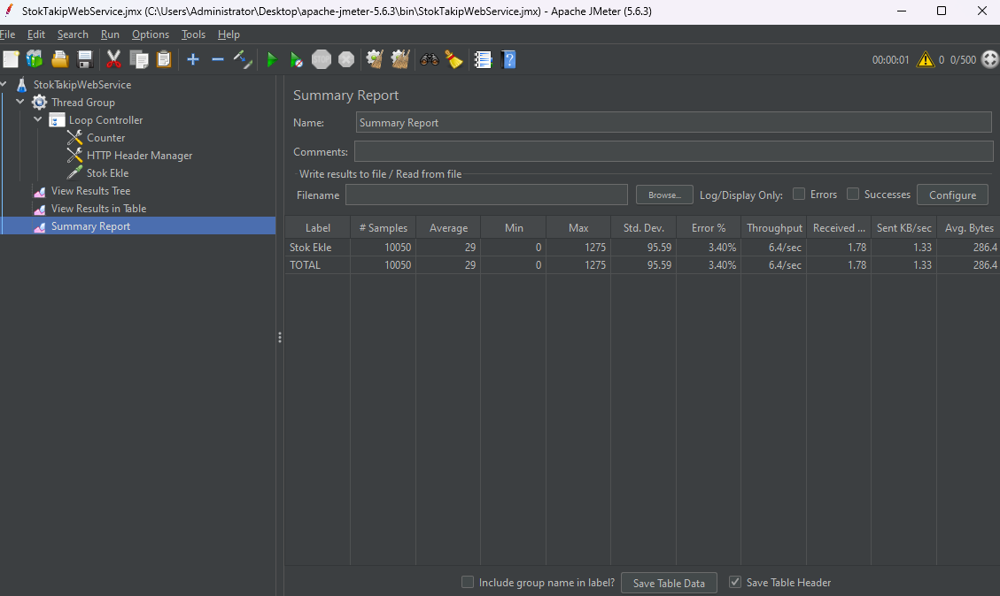 StokTakipWebService.jmx (C:\Users\Administrator\Desktop\apache-jmeter-5.6.3\bin\StokTakipWebService.jmx) - Apache JMeter (5.6.3)
File Edit Search Run Options Tools Help
STOP 00:00:01 0 0/500
StokTakipWebService
Thread Group
Loop Controller
Counter
HTTP Header Manager
Stok Ekle
View Results Tree
View Results in Table
Summary Report
Summary Report
Name: Summary Report
Comments:
Write results to file / Read from file
Filename Browse... Log/Display Only: Errors Successes Configure
Label # Samples Average Min Max Std. Dev. Error % Throughput Received ... Sent KB/sec Avg. Bytes
Stok Ekle 10050 29 0 1275 95.59 3.40% 6.4/sec 1.78 1.33 286.4
TOTAL 10050 29 0 1275 95.59 3.40% 6.4/sec 1.78 1.33 286.4
Include group name in label? Save Table Data Save Table Header